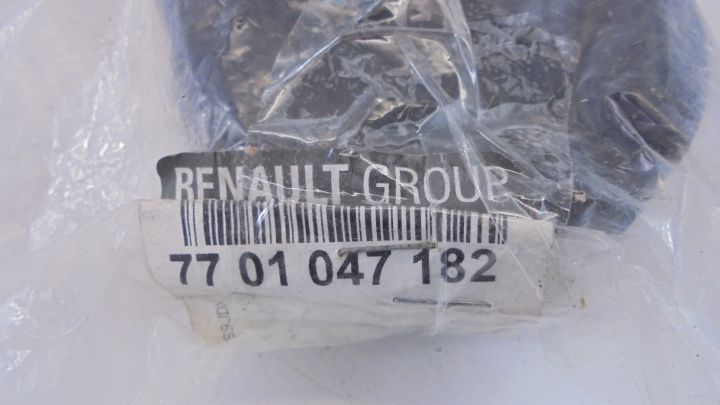 RENAULT GROUP
77 01 047 182